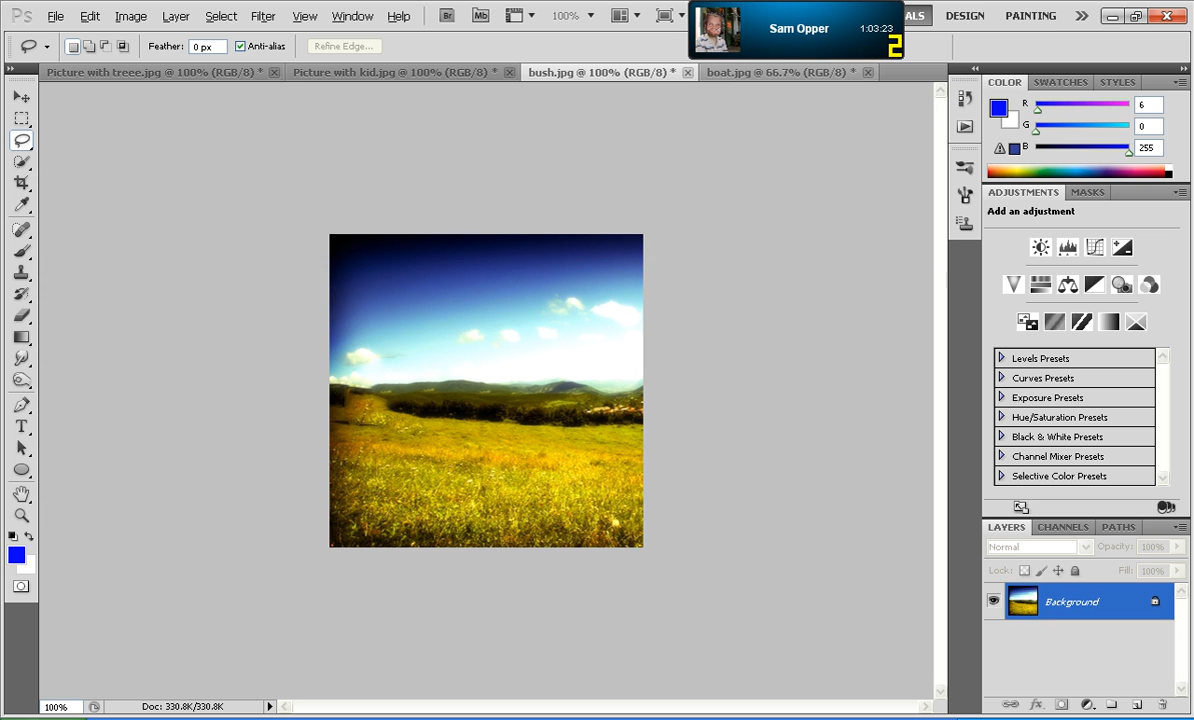 Ps File Edit Image Layer Select Filter View Window Help Br Mb 100% Sam Opper 1:03:23 2 ALS DESIGN PAINTING
Feather: 0 px Anti-alias Refine Edge...
Picture with treee.jpg @ 100% (RGB/8) * Picture with kid.jpg @ 100% (RGB/8) * bush.jpg @ 100% (RGB/8) * boat.jpg @ 66.7% (RGB/8) *
COLOR SWATCHES STYLES
R 6
G 0
B 255
ADJUSTMENTS MASKS
Add an adjustment
Levels Presets
Curves Presets
Exposure Presets
Hue/Saturation Presets
Black & White Presets
Channel Mixer Presets
Selective Color Presets
LAYERS CHANNELS PATHS
Normal Opacity: 100%
Lock: Fill: 100%
Background
100% Doc: 330.8K/330.8K